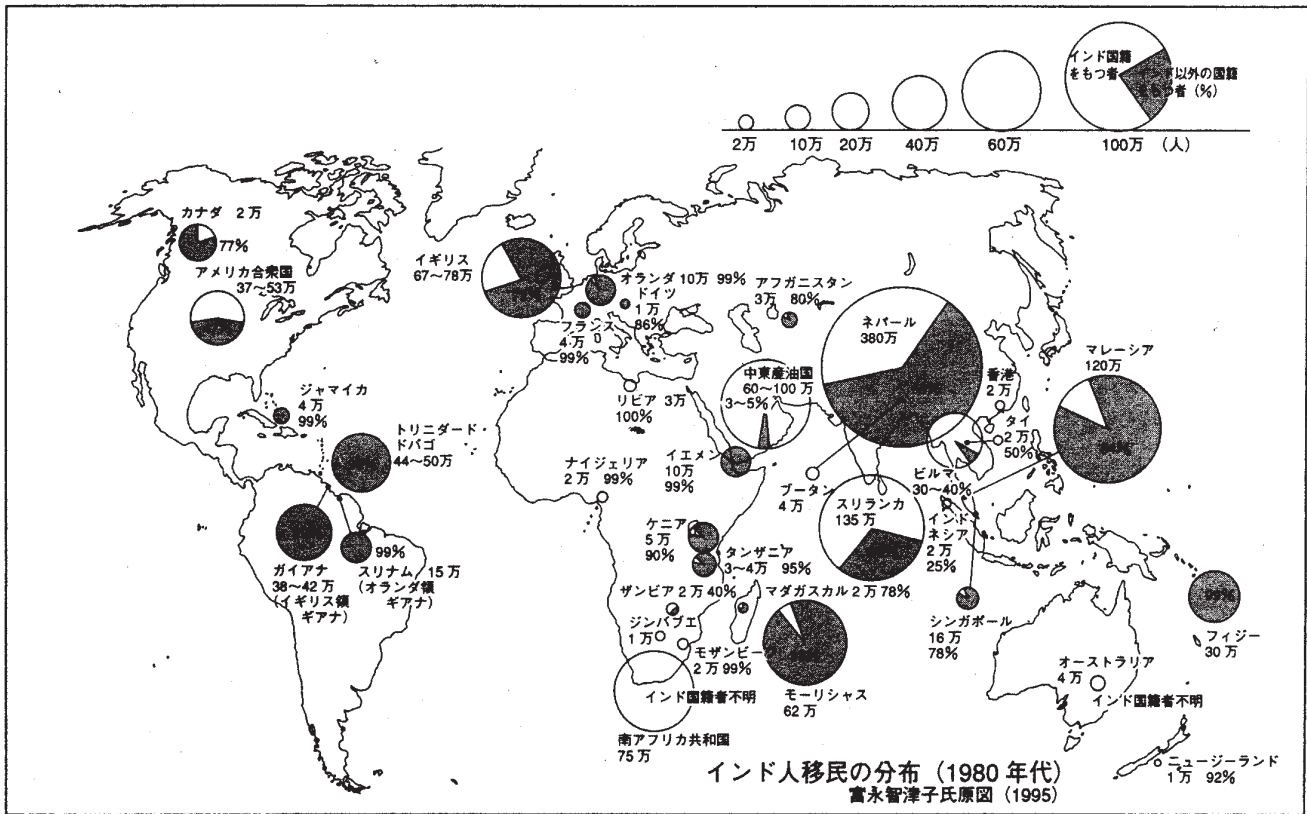 インド国籍
をもつ者
インド以外の国籍
をもつ者 (%)
2万 10万 20万 40万 60万 100万 (人)
カナダ 2万
77%
アメリカ合衆国
37~53万
イギリス
67~78万
オランダ 10万 99%
ドイツ
1万
86%
フランス
4万
99%
アフガニスタン
3万 80%
ネパール
380万
マレーシア
120万
香港
2万
タイ
2万
50%
中東産油国
60~100万
3~5%
リビア 3万
100%
ジャマイカ
4万
99%
トリニダード
ドバゴ
44~50万
ナイジェリア
2万 99%
イエメン
10万
99%
ブータン
4万
ビルマ
30~40%
スリランカ
135万
インド
ネシア
2万
25%
ケニア
5万
90%
タンザニア
3~4万 95%
ガイアナ
38~42万
(イギリス領
ギアナ)
99%
スリナム 15万
(オランダ領
ギアナ)
ザンビア 2万 40%
マダガスカル 2万 78%
ジンバブエ
1万
モザンビーク
2万 99%
モーリシャス
62万
シンガポール
16万
78%
99%
フィジー
30万
オーストラリア
4万
インド国籍者不明
インド国籍者不明
南アフリカ共和国
75万
ニュージーランド
1万 92%
インド人移民の分布 (1980年代)
富永智津子氏原図 (1995)